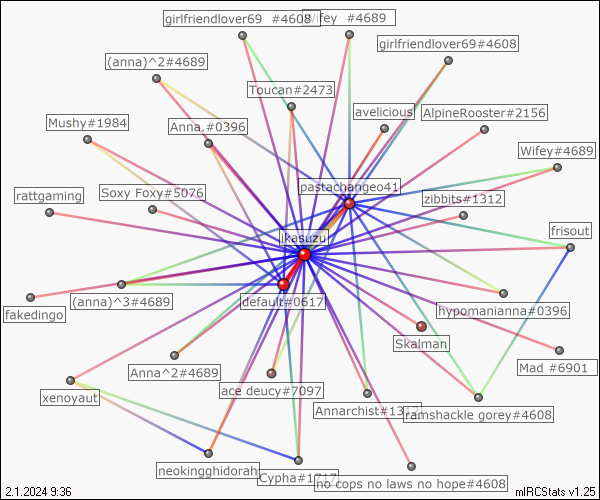 girlfriendlover69 #4608
Wifey #4689
girlfriendlover69#4608
(anna)^2#4689
Toucan#2473
avelicious
AlpineRooster#2156
Mushy#1984
Anna.#0396
Wifey#4689
pastachangeo41
rattgaming
Soxy Foxy#5076
zibbits#1312
frisout
ikasuzu
fakedingo
(anna)^3#4689
default#0617
hypomanianna#0396
Skalman
Mad #6901
Anna^2#4689
ace deucy#7097
xenoyaut
Annarchist#1312
ramshackle gorey#4608
neokingghidorah
Cypha#1717
no cops no laws no hope#4608
2.1.2024 9:36
mIRCStats v1.25